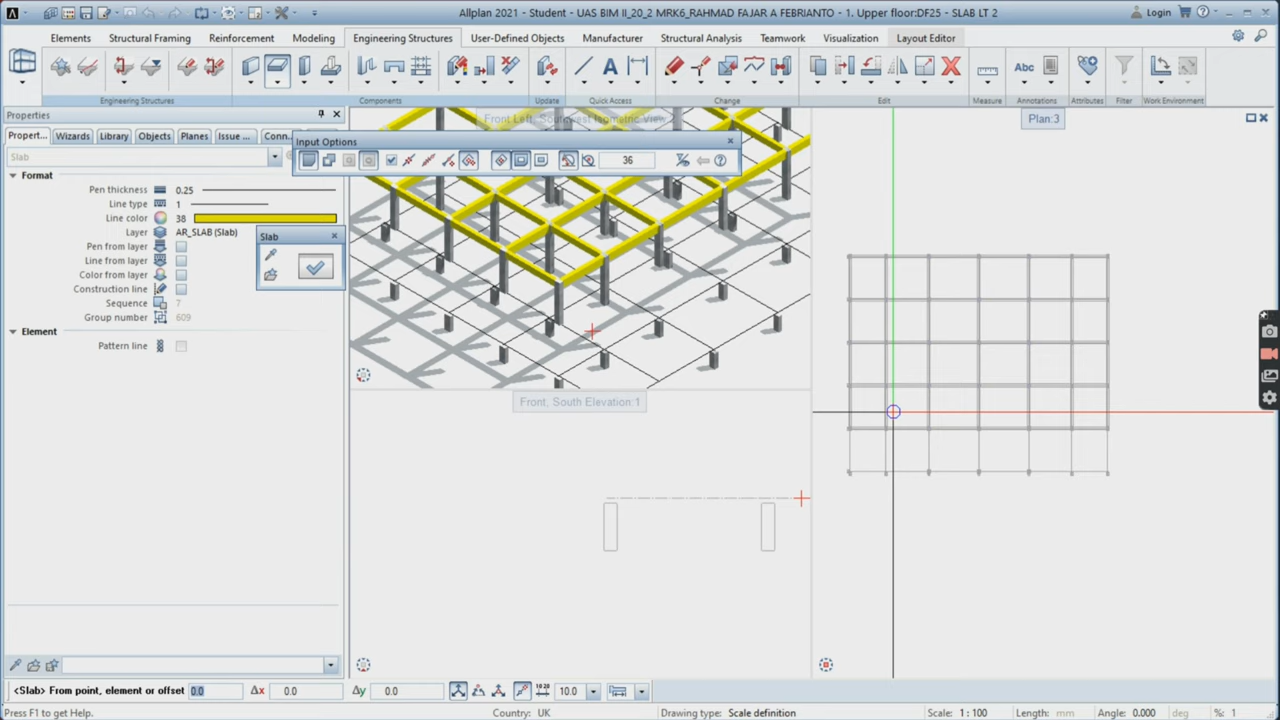 Allplan 2021 - Student - UAS BIM II_20_2 MRK6_RAHMAD FAJAR A FEBRIANTO - 1. Upper floor:DF25 - SLAB LT 2
Login
Elements Structural Framing Reinforcement Modeling Engineering Structures User-Defined Objects Manufacturer Structural Analysis Teamwork Visualization Layout Editor
Abc
Engineering Structures Components Update Quick Access Change Edit Measure Annotations Attributes Filter Work Environment
Properties
Propert... Wizards Library Objects Planes Issue ... Conn...
Slab
Format
Pen thickness 0.25
Line type 1
Line color 38
Layer AR_SLAB (Slab)
Pen from layer
Line from layer
Color from layer
Construction line
Sequence 7
Group number 609
Element
Pattern line
Slab
Front Left, Southwest Isometric View
Input Options
36
Plan:3
Front, South Elevation:1
<Slab> From point, element or offset 0.0 Δx 0.0 Δy 0.0 10.0
Press F1 to get Help. Country: UK Drawing type: Scale definition Scale: 1 : 100 Length: mm Angle: 0.000 deg %: 1